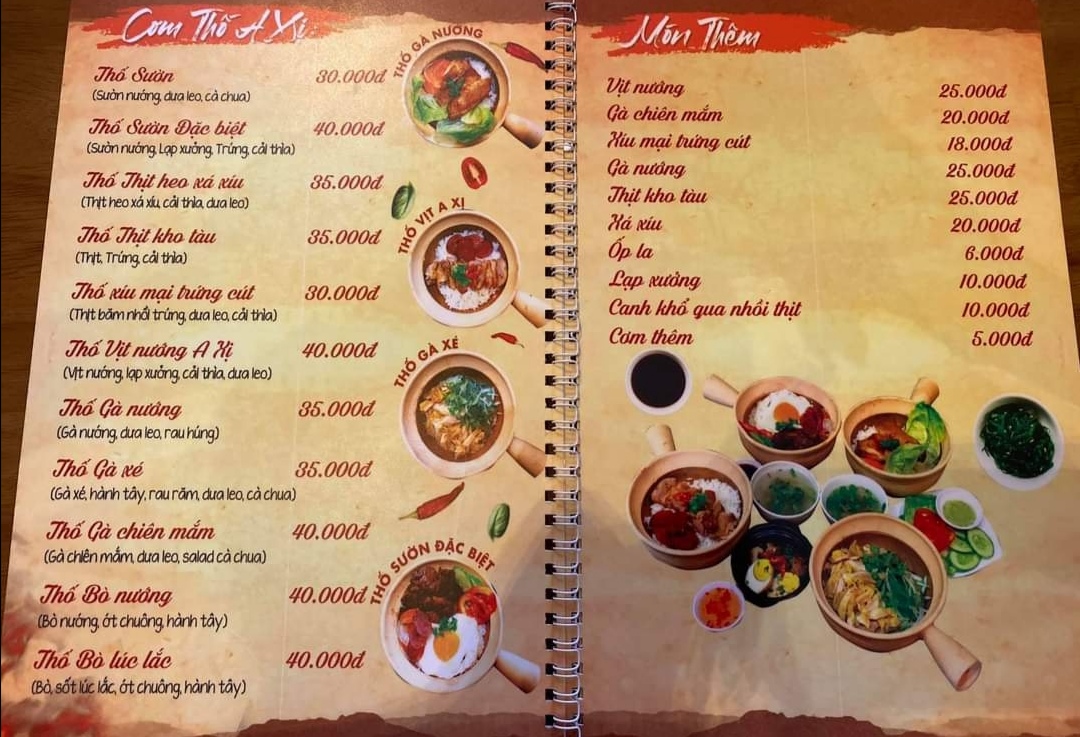 Cơm Thố A Xị
Thố Sườn 30.000đ
(Sườn nướng, dưa leo, cà chua)
Thố Sườn Đặc biệt 40.000đ
(Sườn nướng, Lạp xưởng, Trứng, cải thìa)
Thố Thịt heo xá xíu 35.000đ
(Thịt heo xá xíu, cải thìa, dưa leo)
Thố Thịt kho tàu 35.000đ
(Thịt, Trứng, cải thìa)
Thố xíu mại trứng cút 30.000đ
(Thịt băm nhồi trứng, dưa leo, cải thìa)
Thố Vịt nướng A Xị 40.000đ
(Vịt nướng, lạp xưởng, cải thìa, dưa leo)
Thố Gà nướng 35.000đ
(Gà nướng, dưa leo, rau húng)
Thố Gà xé 35.000đ
(Gà xé, hành tây, rau răm, dưa leo, cà chua)
Thố Gà chiên mắm 40.000đ
(Gà chiên mắm, dưa leo, salad cà chua)
Thố Bò nướng 40.000đ
(Bò nướng, ớt chuông, hành tây)
Thố Bò lúc lắc 40.000đ
(Bò, sốt lúc lắc, ớt chuông, hành tây)
THỐ GÀ NƯỚNG
THỐ VỊT A XỊ
THỐ GÀ XÉ
THỐ SƯỜN ĐẶC BIỆT
Món Thêm
Vịt nướng 25.000đ
Gà chiên mắm 20.000đ
Xíu mại trứng cút 18.000đ
Gà nướng 25.000đ
Thịt kho tàu 25.000đ
Xá xíu 20.000đ
Ốp la 6.000đ
Lạp xưởng 10.000đ
Canh khổ qua nhồi thịt 10.000đ
Cơm thêm 5.000đ